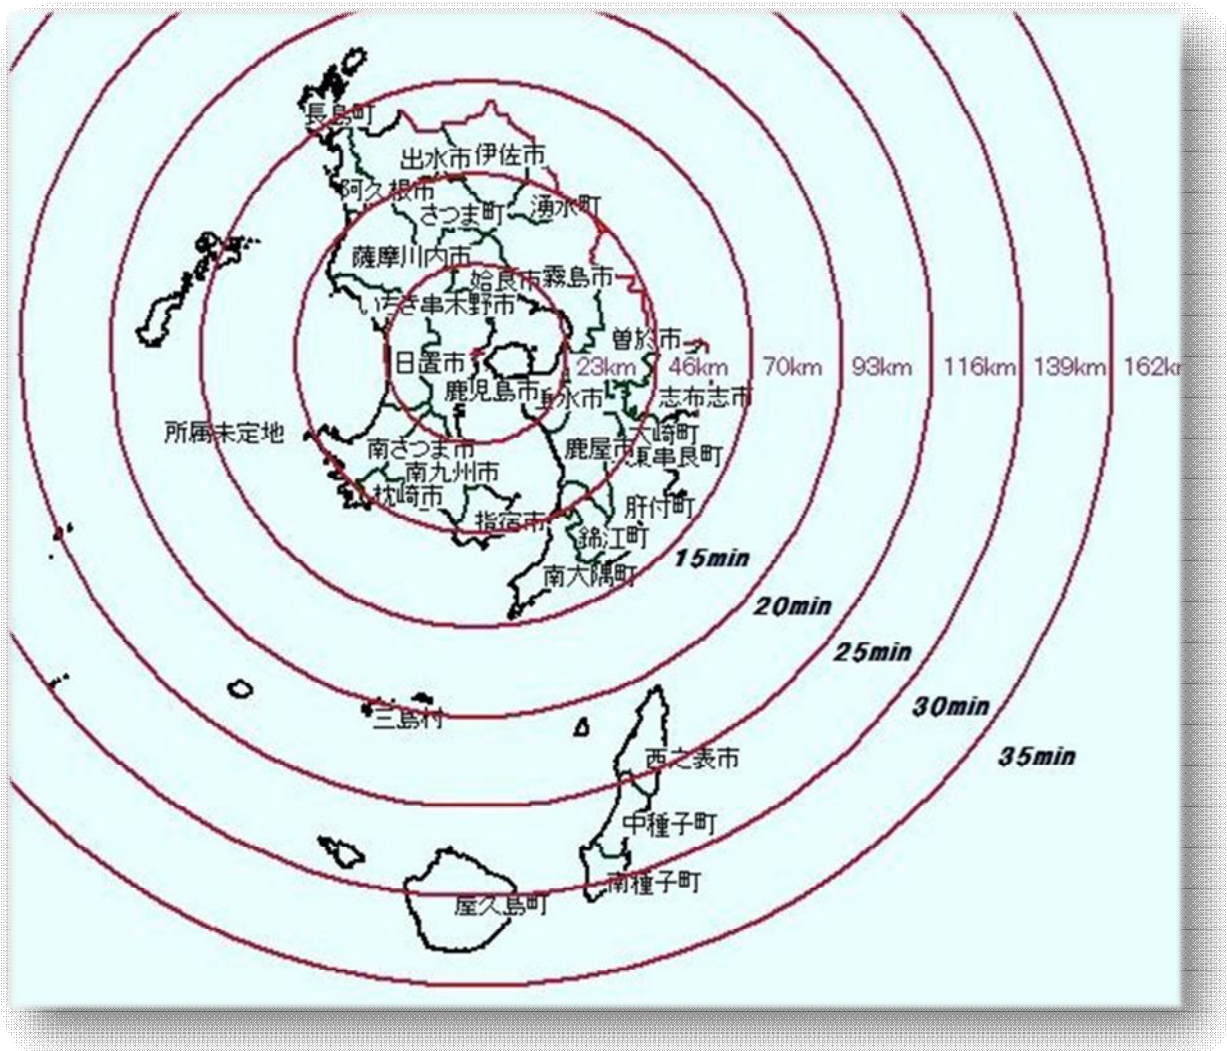 長島町
出水市
伊佐市
阿久根市
さつま町
湧水町
薩摩川内市
姶良市
霧島市
いちき串木野市
曽於市
日置市
23km
46km
70km
93km
116km
139km
鹿児島市
垂水市
志布志市
所属未定地
大崎町
南さつま市
鹿屋市
東串良町
南九州市
枕崎市
肝付町
指宿市
錦江町
15min
南大隅町
20min
25min
30min
三島村
35min
西之表市
中種子町
南種子町
屋久島町